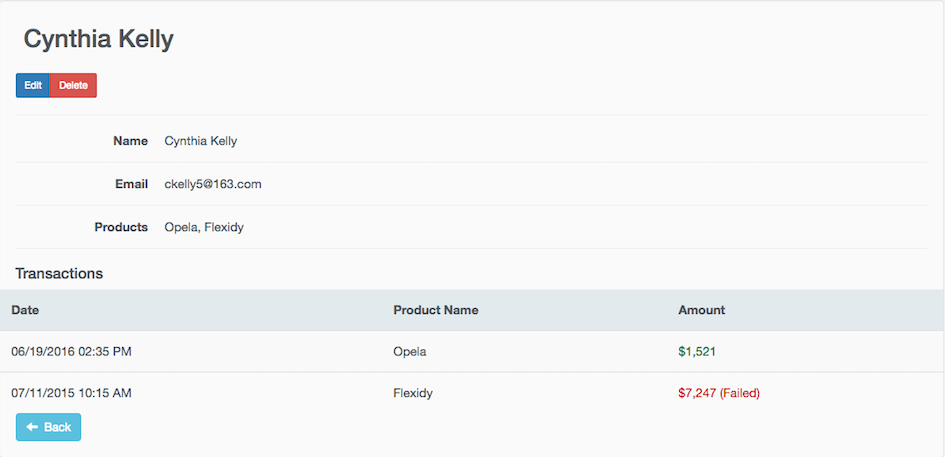 Cynthia Kelly
Edit Delete
Name Cynthia Kelly
Email ckelly5@163.com
Products Opela, Flexidy
Transactions
Date Product Name Amount
06/19/2016 02:35 PM Opela $1,521
07/11/2015 10:15 AM Flexidy $7,247 (Failed)
Back